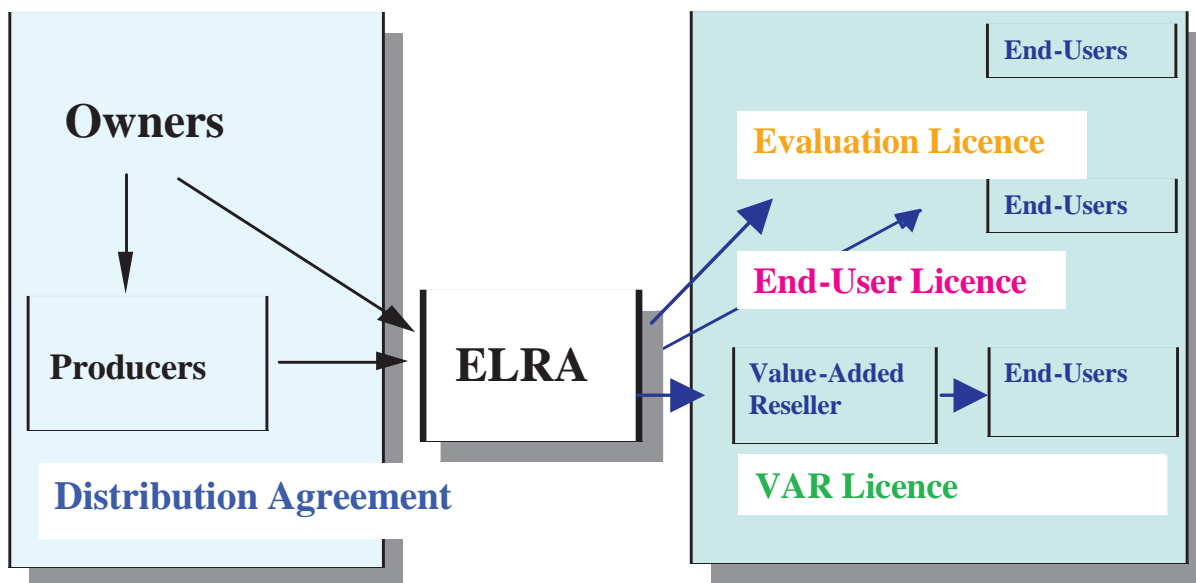 Owners
Producers
Distribution Agreement
ELRA
End-Users
Evaluation Licence
End-Users
End-User Licence
Value-Added
Reseller
End-Users
VAR Licence